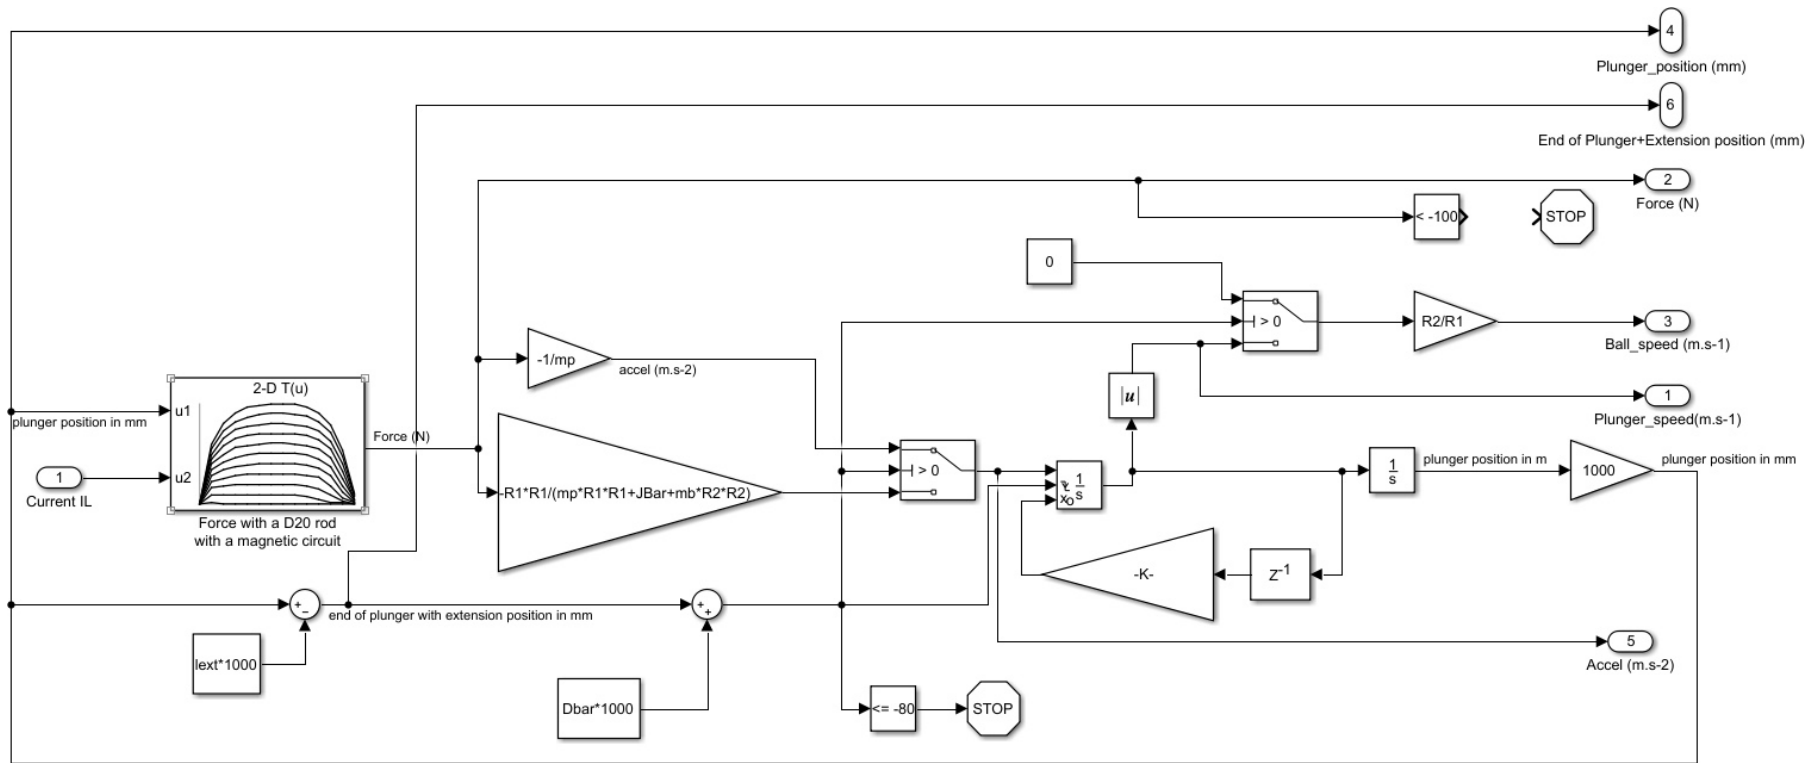 4
Plunger_position (mm)
6
End of Plunger+Extension position (mm)
2
Force (N)
< -100
STOP
0
> 0
R2/R1
3
Ball_speed (m.s-1)
-1/mp
accel (m.s-2)
|u|
1
Plunger_speed(m.s-1)
2-D T(u)
u1
plunger position in mm
u2
1
Current IL
Force (N)
Force with a D20 rod
with a magnetic circuit
-R1*R1/(mp*R1*R1+JBar+mb*R2*R2)
> 0
1
s
xo
1
s
plunger position in m
1000
plunger position in mm
-K-
Z-1
+
-
end of plunger with extension position in mm
+
+
lext*1000
Dbar*1000
5
Accel (m.s-2)
<= -80
STOP